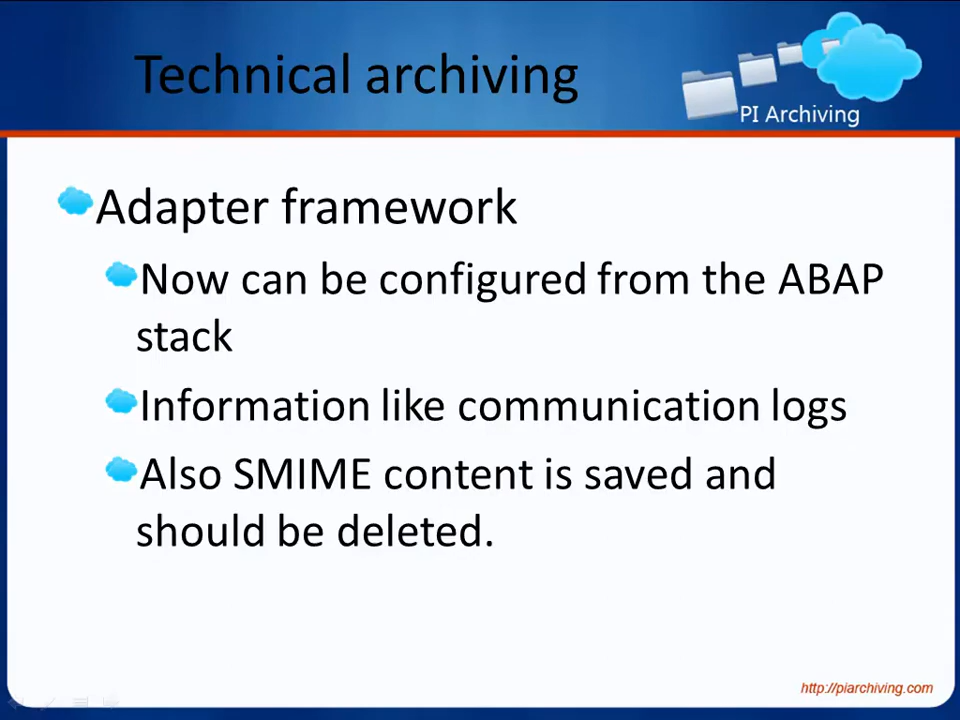 Technical archiving
PI Archiving
Adapter framework
Now can be configured from the ABAP
stack
Information like communication logs
Also SMIME content is saved and
should be deleted.
http://piarchiving.com